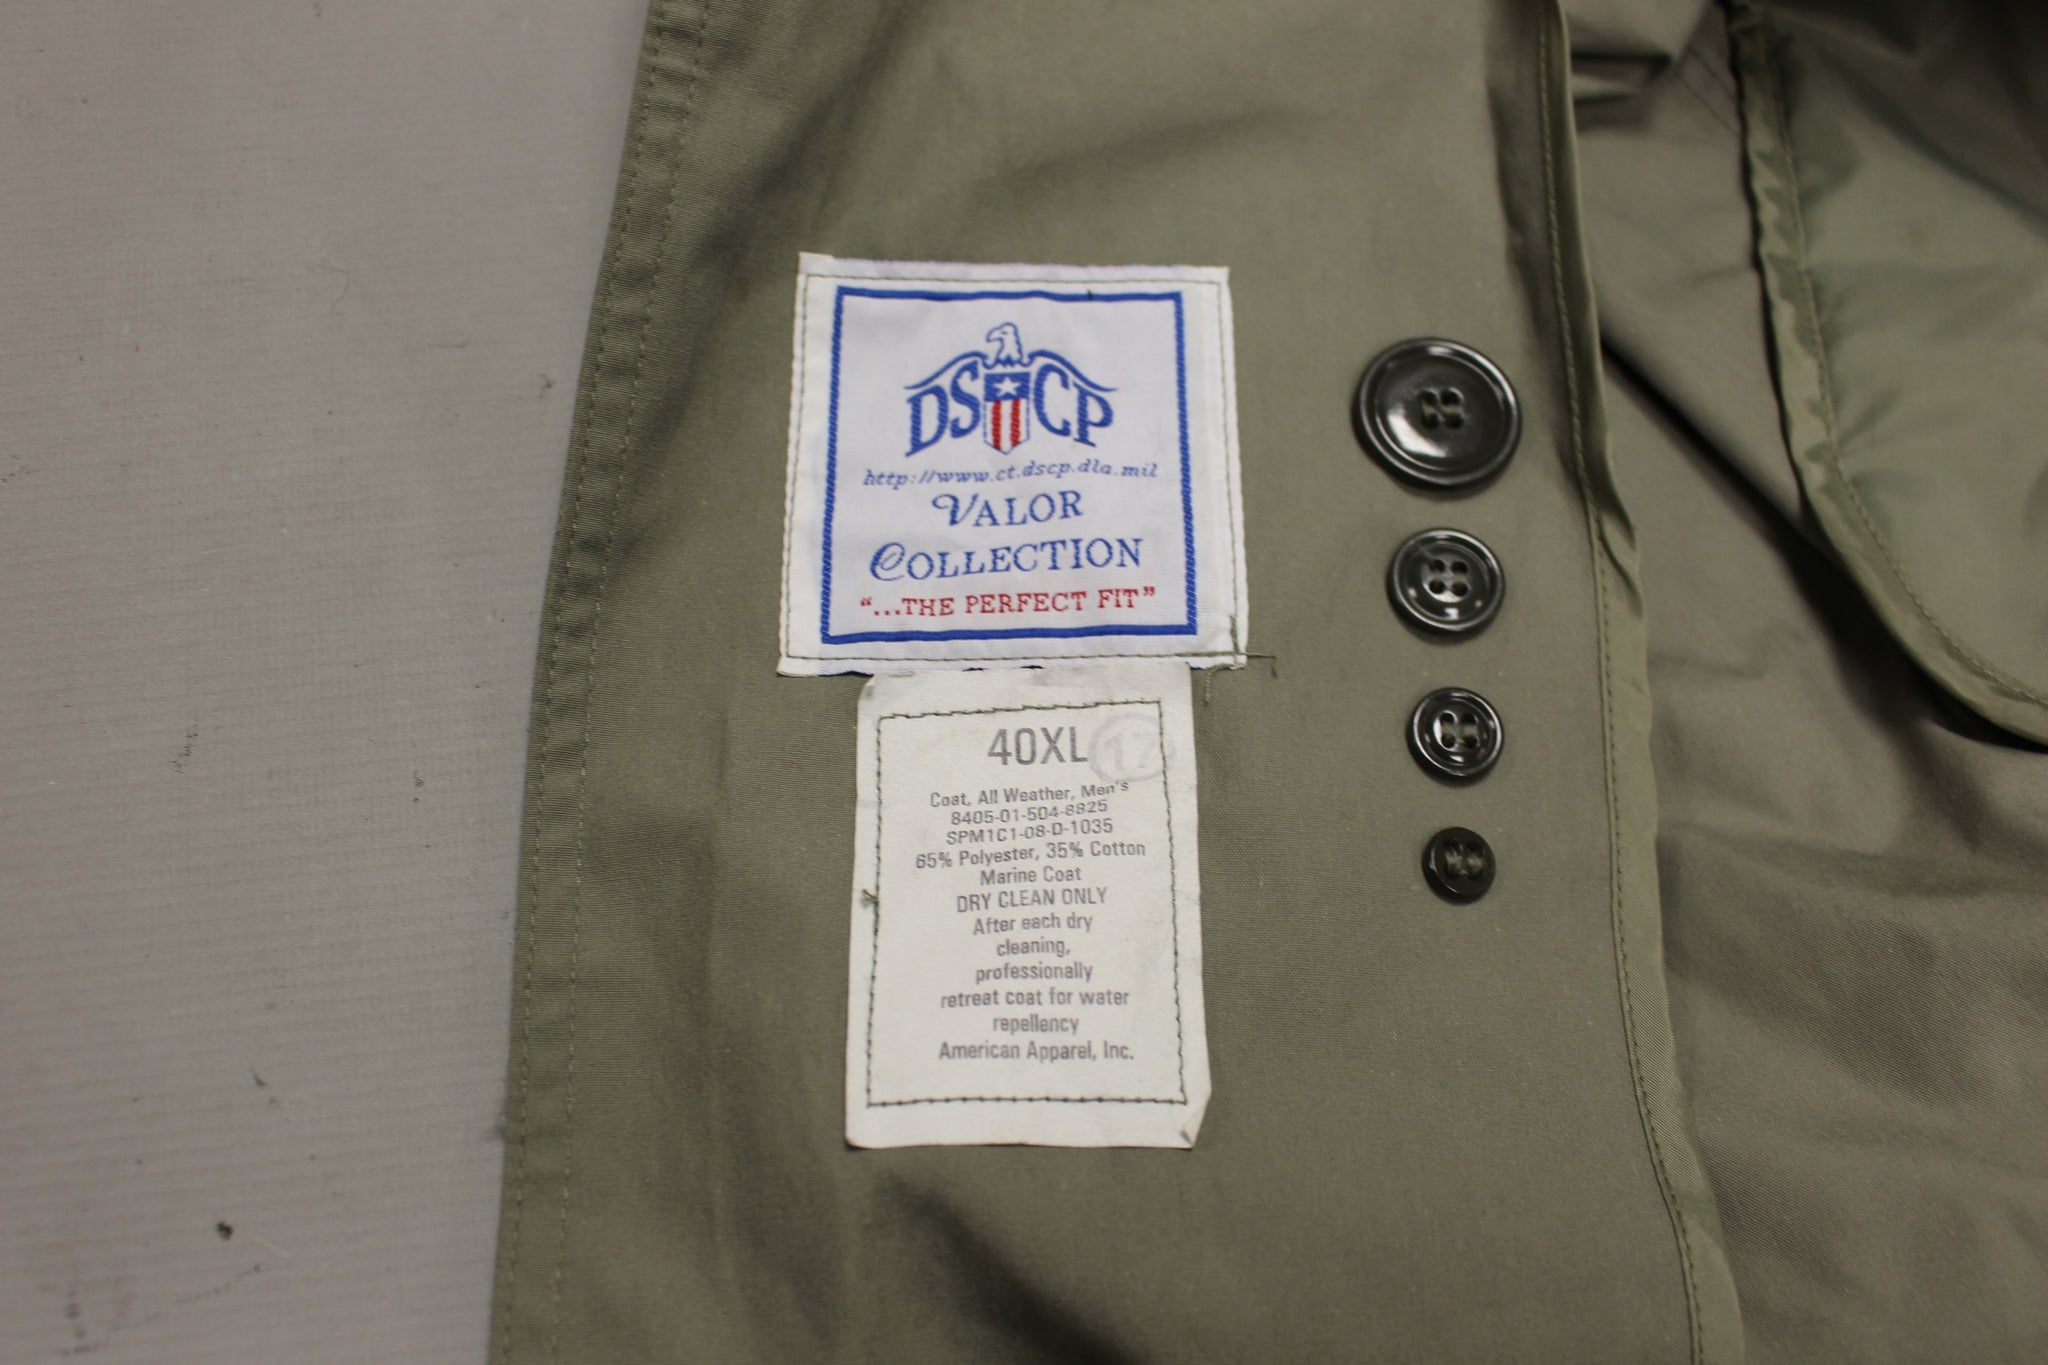 DSCP
http://www.ct.dscp.dla.mil
VALOR
COLLECTION
"...THE PERFECT FIT"
40XL 17
Coat, All Weather, Men's
8405-01-504-8825
SPM1C1-08-D-1035
65% Polyester, 35% Cotton
Marine Coat
DRY CLEAN ONLY
After each dry
cleaning,
professionally
retreat coat for water
repellency
American Apparel, Inc.